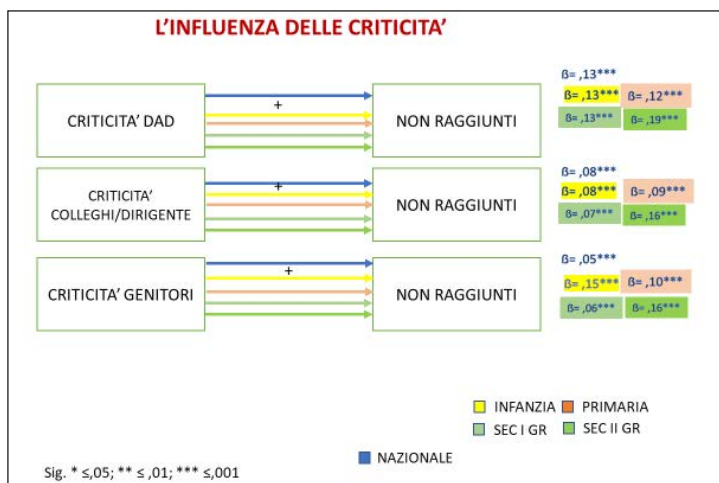 L'INFLUENZA DELLE CRITICITA'
CRITICITA' DAD
+
NON RAGGIUNTI
ß= ,13***
ß= ,13*** ß= ,12***
ß= ,13*** ß= ,19***
CRITICITA'
COLLEGHI/DIRIGENTE
+
NON RAGGIUNTI
ß= ,08***
ß= ,08*** ß= ,09***
ß= ,07*** ß= ,16***
CRITICITA' GENITORI
+
NON RAGGIUNTI
ß= ,05***
ß= ,15*** ß= ,10***
ß= ,06*** ß= ,16***
INFANZIA PRIMARIA
SEC I GR SEC II GR
NAZIONALE
Sig. * ≤,05; ** ≤ ,01; *** ≤,001